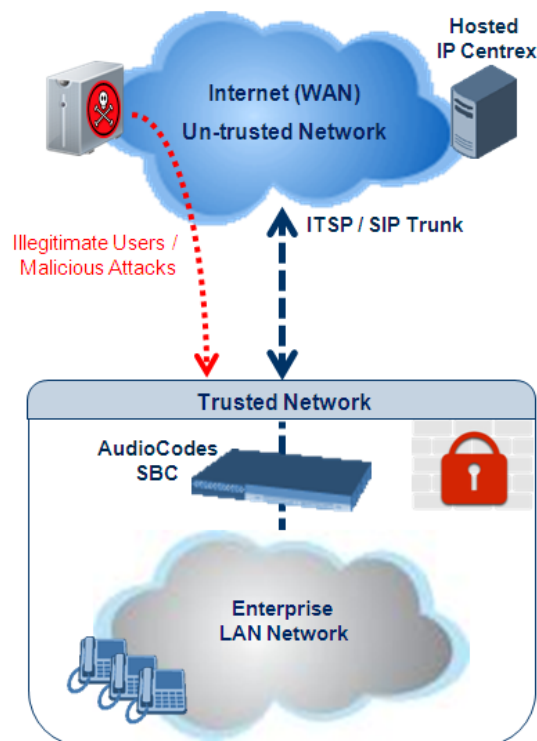 Hosted
IP Centrex
Internet (WAN)
Un-trusted Network
ITSP / SIP Trunk
Illegitimate Users /
Malicious Attacks
Trusted Network
AudioCodes
SBC
Enterprise
LAN Network